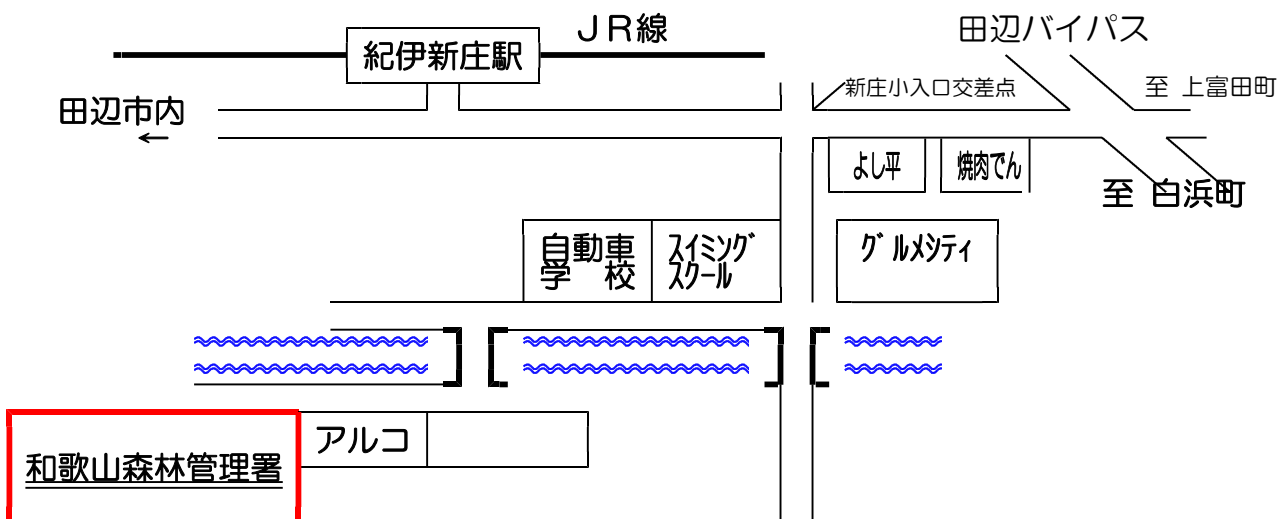 JR線
田辺バイパス
紀伊新庄駅
新庄小入口交差点
至 上富田町
田辺市内
←
よし平
焼肉でん
至 白浜町
自動車
学 校
スイミング
スクール
グルメシティ
アルコ
和歌山森林管理署